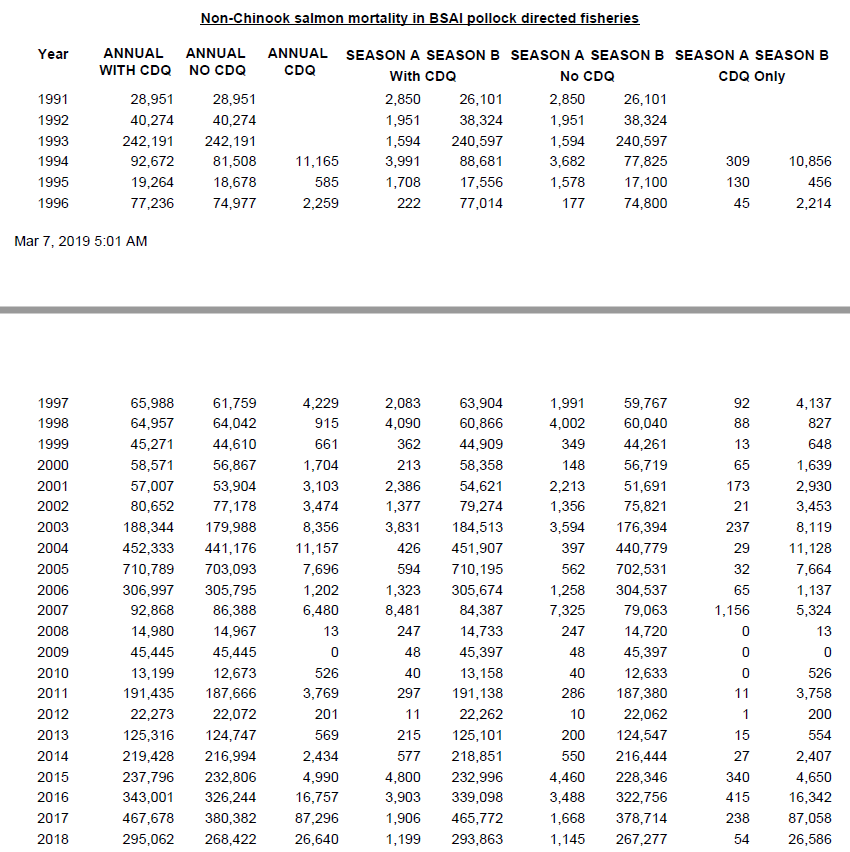 Non-Chinook salmon mortality in BSAI pollock directed fisheries
Year ANNUAL ANNUAL ANNUAL SEASON A SEASON B SEASON A SEASON B SEASON A SEASON B
WITH CDQ NO CDQ CDQ With CDQ No CDQ CDQ Only
1991 28,951 28,951 2,850 26,101 2,850 26,101
1992 40,274 40,274 1,951 38,324 1,951 38,324
1993 242,191 242,191 1,594 240,597 1,594 240,597
1994 92,672 81,508 11,165 3,991 88,681 3,682 77,825 309 10,856
1995 19,264 18,678 585 1,708 17,556 1,578 17,100 130 456
1996 77,236 74,977 2,259 222 77,014 177 74,800 45 2,214
Mar 7, 2019 5:01 AM
1997 65,988 61,759 4,229 2,083 63,904 1,991 59,767 92 4,137
1998 64,957 64,042 915 4,090 60,866 4,002 60,040 88 827
1999 45,271 44,610 661 362 44,909 349 44,261 13 648
2000 58,571 56,867 1,704 213 58,358 148 56,719 65 1,639
2001 57,007 53,904 3,103 2,386 54,621 2,213 51,691 173 2,930
2002 80,652 77,178 3,474 1,377 79,274 1,356 75,821 21 3,453
2003 188,344 179,988 8,356 3,831 184,513 3,594 176,394 237 8,119
2004 452,333 441,176 11,157 426 451,907 397 440,779 29 11,128
2005 710,789 703,093 7,696 594 710,195 562 702,531 32 7,664
2006 306,997 305,795 1,202 1,323 305,674 1,258 304,537 65 1,137
2007 92,868 86,388 6,480 8,481 84,387 7,325 79,063 1,156 5,324
2008 14,980 14,967 13 247 14,733 247 14,720 0 13
2009 45,445 45,445 0 48 45,397 48 45,397 0 0
2010 13,199 12,673 526 40 13,158 40 12,633 0 526
2011 191,435 187,666 3,769 297 191,138 286 187,380 11 3,758
2012 22,273 22,072 201 11 22,262 10 22,062 1 200
2013 125,316 124,747 569 215 125,101 200 124,547 15 554
2014 219,428 216,994 2,434 577 218,851 550 216,444 27 2,407
2015 237,796 232,806 4,990 4,800 232,996 4,460 228,346 340 4,650
2016 343,001 326,244 16,757 3,903 339,098 3,488 322,756 415 16,342
2017 467,678 380,382 87,296 1,906 465,772 1,668 378,714 238 87,058
2018 295,062 268,422 26,640 1,199 293,863 1,145 267,277 54 26,586